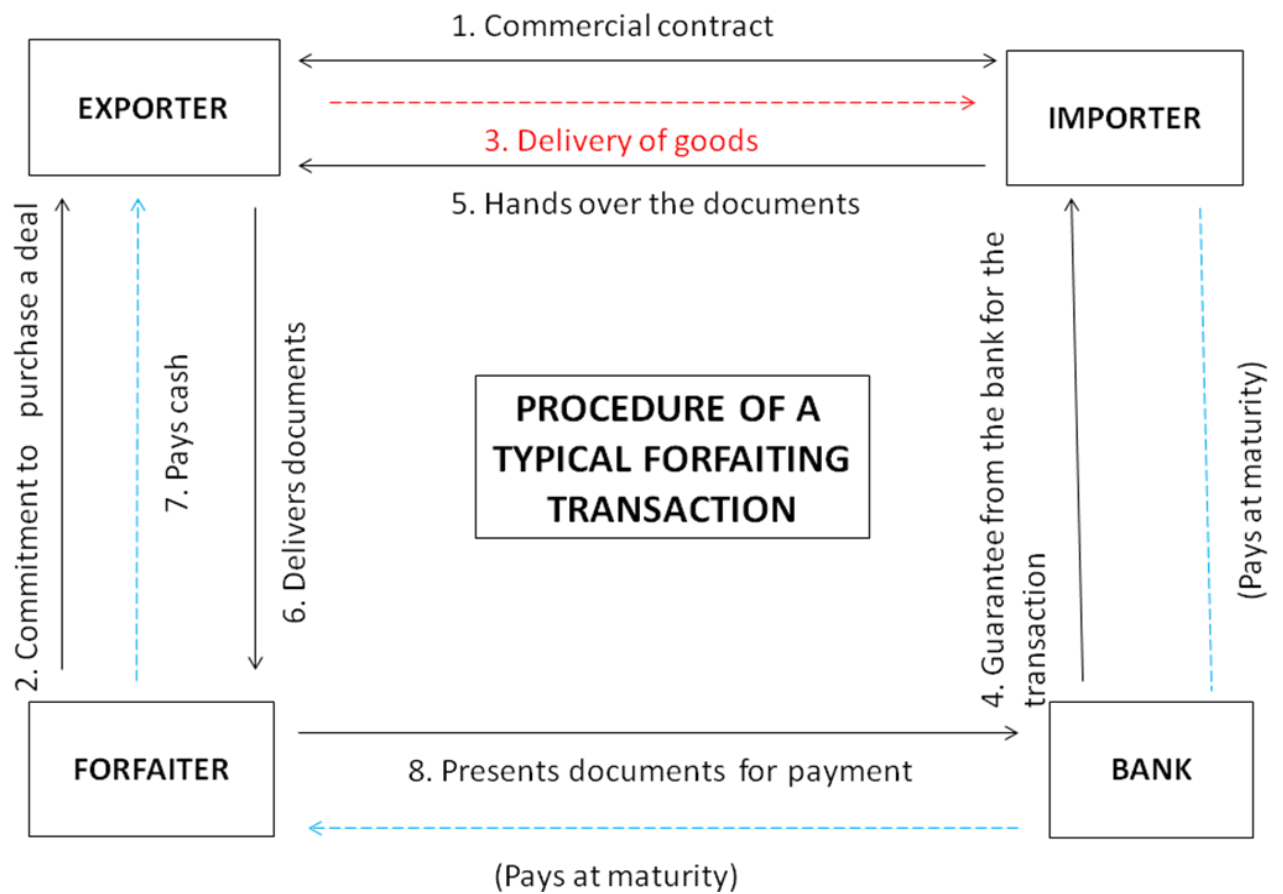 1. Commercial contract
EXPORTER
IMPORTER
3. Delivery of goods
5. Hands over the documents
2. Commitment to purchase a deal
7. Pays cash
6. Delivers documents
PROCEDURE OF A
TYPICAL FORFAITING
TRANSACTION
4. Guarantee from the bank for the
transaction
(Pays at maturity)
FORFAITER
8. Presents documents for payment
BANK
(Pays at maturity)